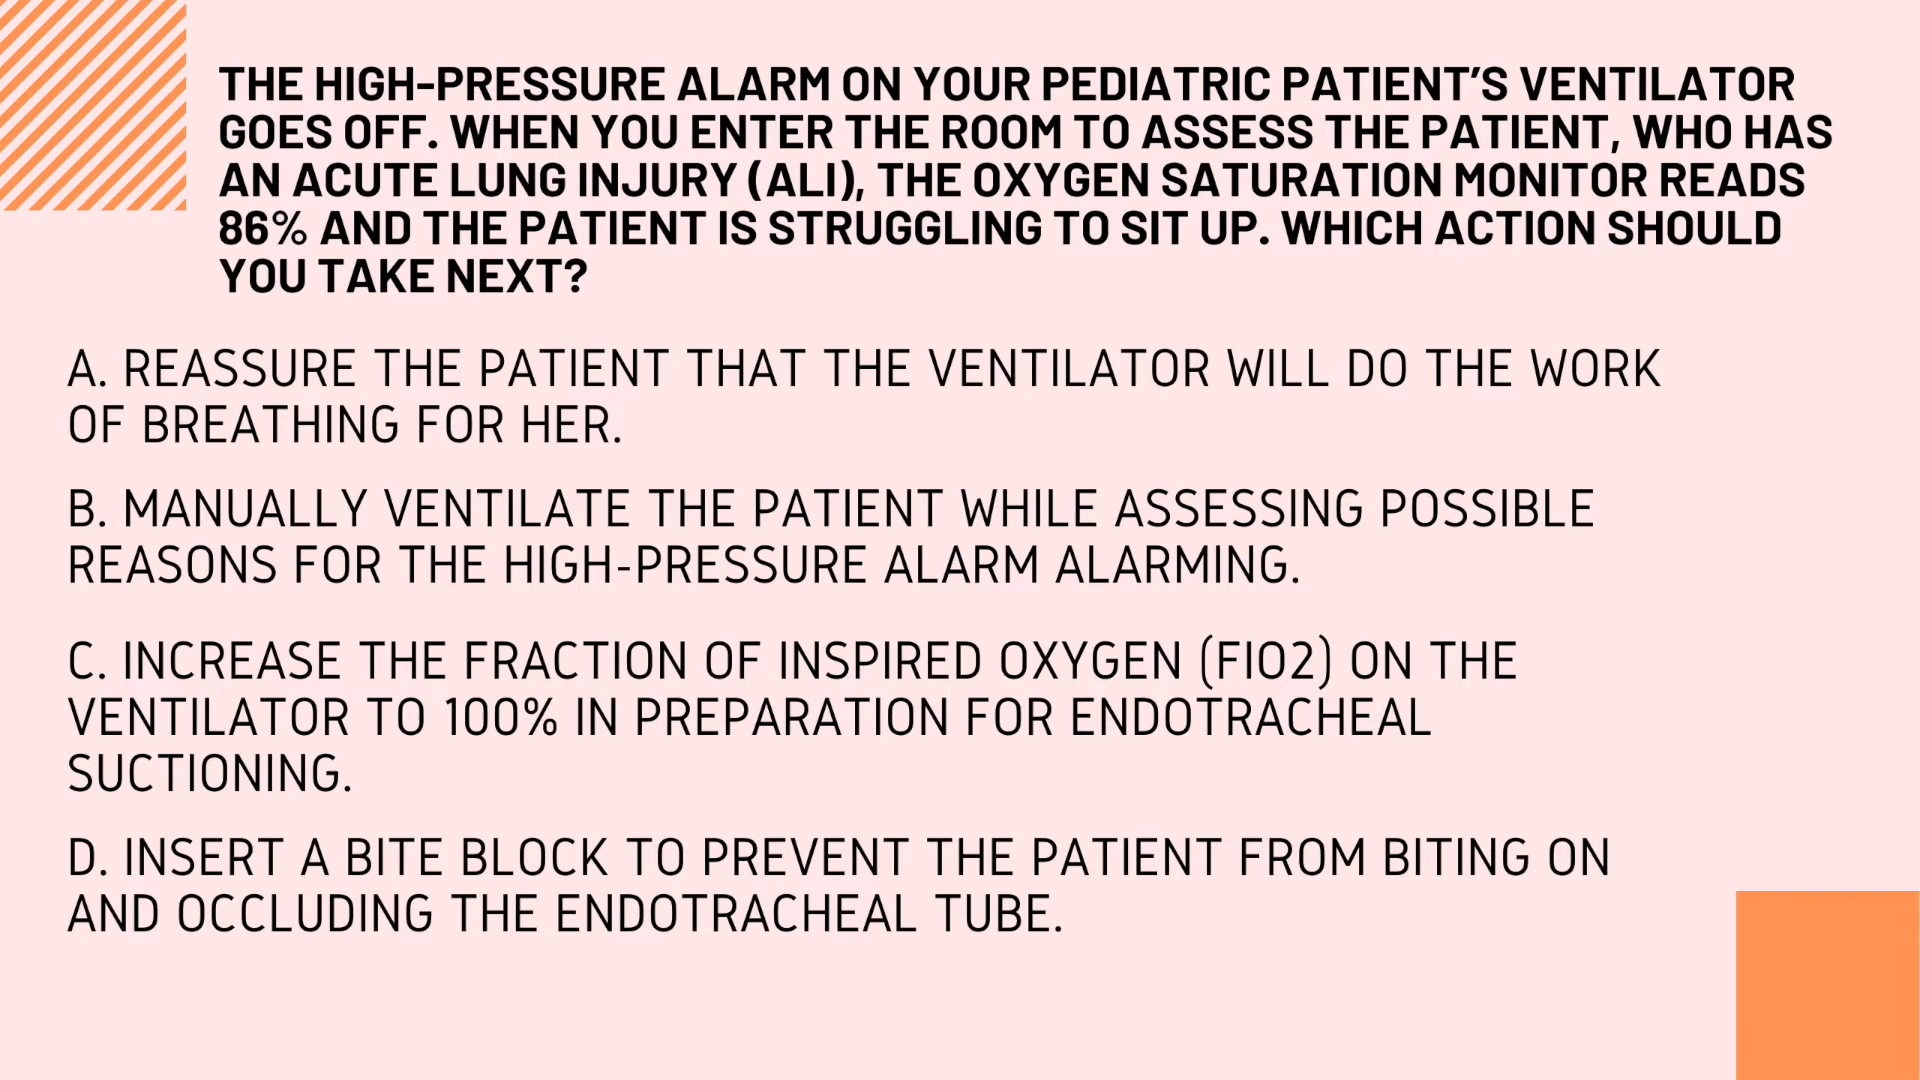 THE HIGH-PRESSURE ALARM ON YOUR PEDIATRIC PATIENT’S VENTILATOR
GOES OFF. WHEN YOU ENTER THE ROOM TO ASSESS THE PATIENT, WHO HAS
AN ACUTE LUNG INJURY (ALI), THE OXYGEN SATURATION MONITOR READS
86% AND THE PATIENT IS STRUGGLING TO SIT UP. WHICH ACTION SHOULD
YOU TAKE NEXT?
A. REASSURE THE PATIENT THAT THE VENTILATOR WILL DO THE WORK
OF BREATHING FOR HER.
B. MANUALLY VENTILATE THE PATIENT WHILE ASSESSING POSSIBLE
REASONS FOR THE HIGH-PRESSURE ALARM ALARMING.
C. INCREASE THE FRACTION OF INSPIRED OXYGEN (FIO2) ON THE
VENTILATOR TO 100% IN PREPARATION FOR ENDOTRACHEAL
SUCTIONING.
D. INSERT A BITE BLOCK TO PREVENT THE PATIENT FROM BITING ON
AND OCCLUDING THE ENDOTRACHEAL TUBE.